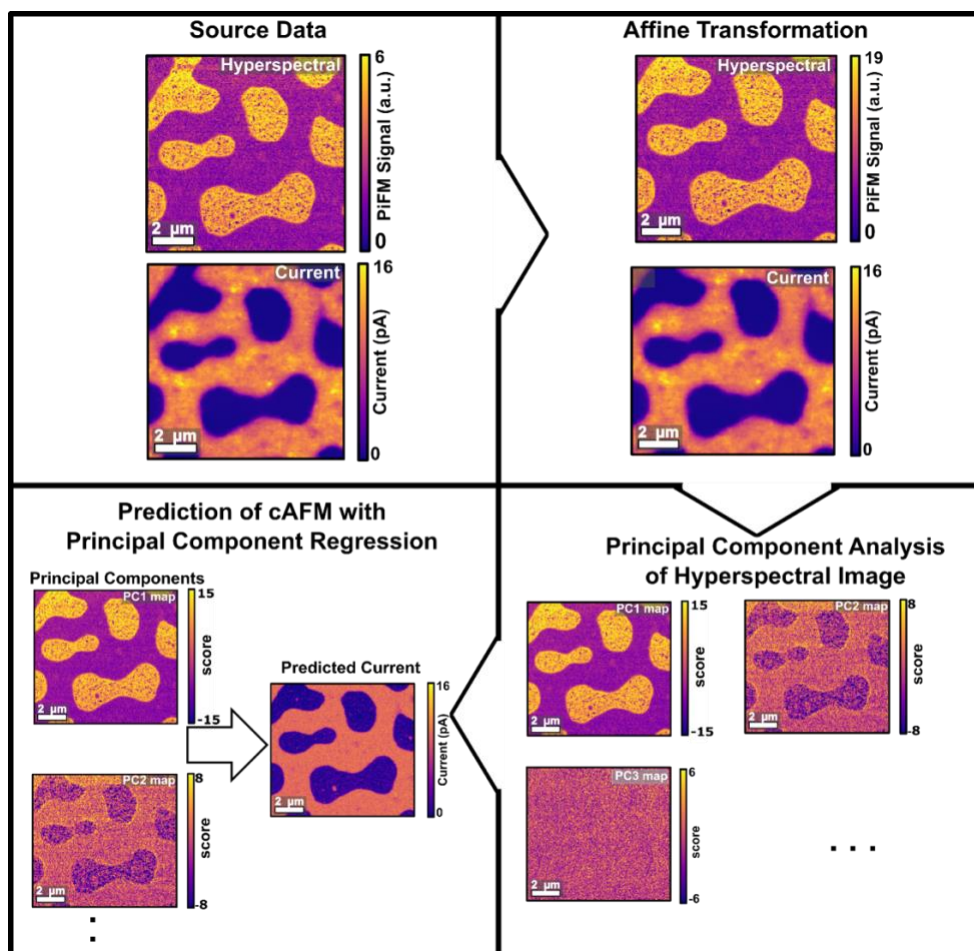 Source Data
Hyperspectral
6
PiFM Signal (a.u.)
0
2 µm
Current
16
Current (pA)
0
2 µm
Affine Transformation
Hyperspectral
19
PiFM Signal (a.u.)
0
2 µm
Current
16
Current (pA)
0
2 µm
Prediction of cAFM with
Principal Component Regression
Principal Components
PC1 map
15
score
-15
2 µm
Predicted Current
16
Current (pA)
0
2 µm
PC2 map
8
score
-8
2 µm
:
Principal Component Analysis
of Hyperspectral Image
PC1 map
15
score
-15
2 µm
PC2 map
8
score
-8
2 µm
PC3 map
6
score
-6
2 µm
. . .